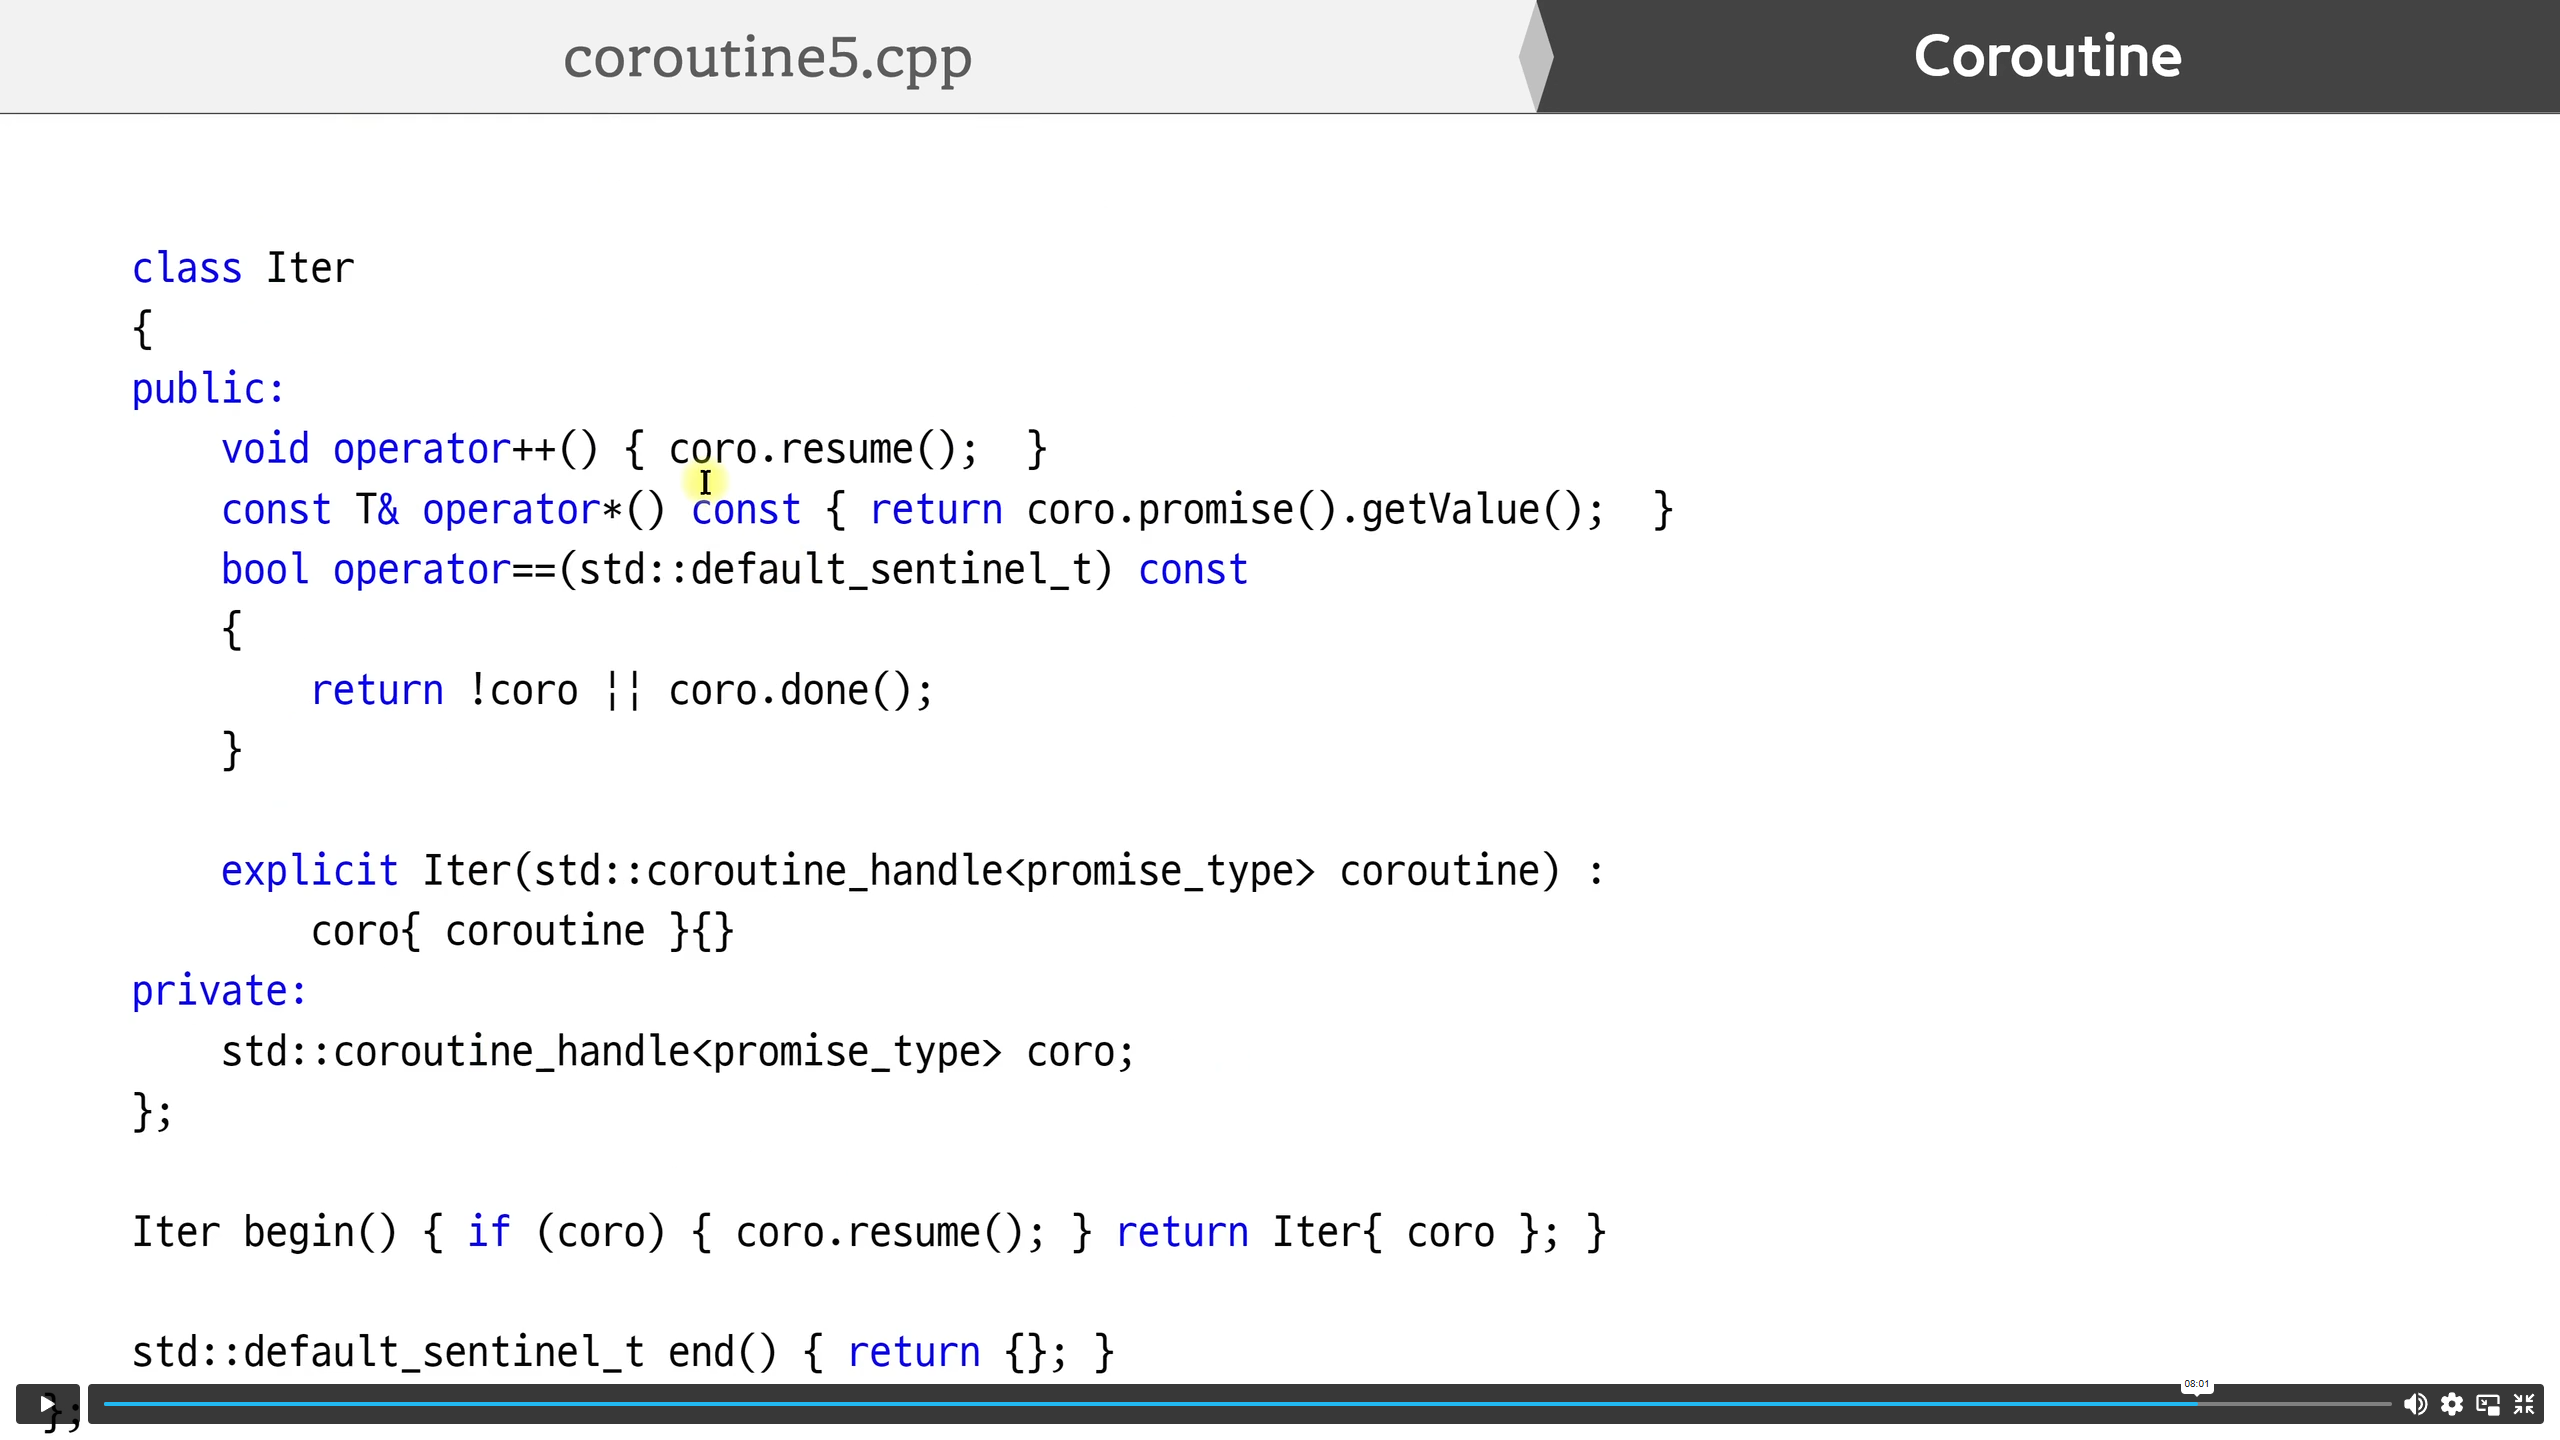 coroutine5.cpp
Coroutine
class Iter
{
public:
    void operator++() { coro.resume();  }
    const T& operator*() const { return coro.promise().getValue();  }
    bool operator==(std::default_sentinel_t) const
    {
        return !coro || coro.done();
    }
    explicit Iter(std::coroutine_handle<promise_type> coroutine) :
        coro{ coroutine }{}
private:
    std::coroutine_handle<promise_type> coro;
};
Iter begin() { if (coro) { coro.resume(); } return Iter{ coro }; }
std::default_sentinel_t end() { return {}; }
};
08:01